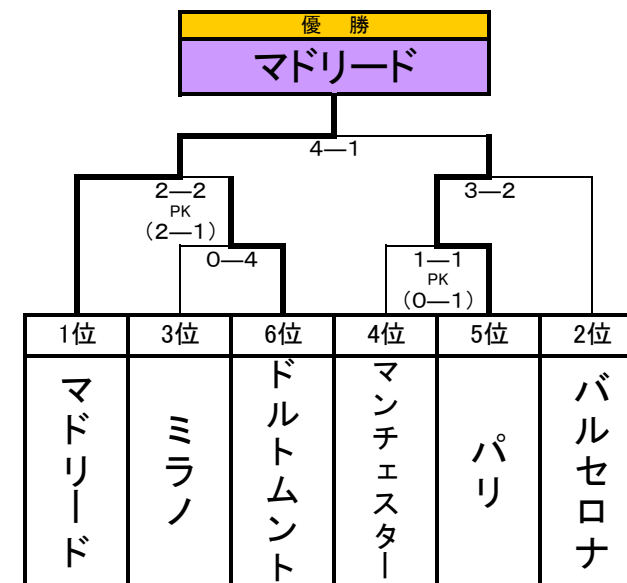 優 勝
マドリード
4―1
2―2
PK
(2―1)
3―2
0―4
1―1
PK
(0―1)
1位
3位
6位
4位
5位
2位
マドリード
ミラノ
ドルトムント
マンチェスター
パリ
バルセロナ